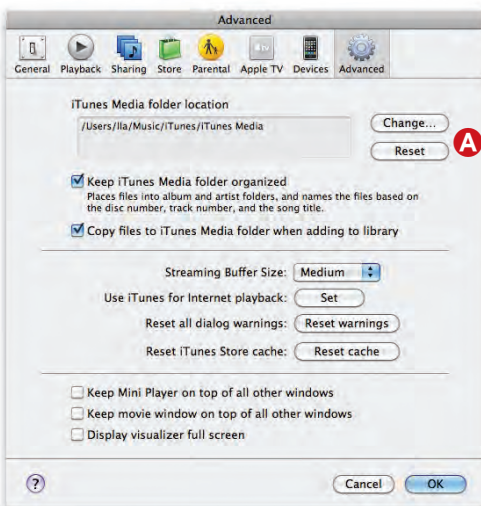 Advanced
General Playback Sharing Store Parental Apple TV Devices Advanced
iTunes Media folder location
/Users/lla/Music/iTunes/iTunes Media
Change...
Reset
A
Keep iTunes Media folder organized
Places files into album and artist folders, and names the files based on
the disc number, track number, and the song title.
Copy files to iTunes Media folder when adding to library
Streaming Buffer Size: Medium
Use iTunes for Internet playback: Set
Reset all dialog warnings: Reset warnings
Reset iTunes Store cache: Reset cache
Keep Mini Player on top of all other windows
Keep movie window on top of all other windows
Display visualizer full screen
? Cancel OK